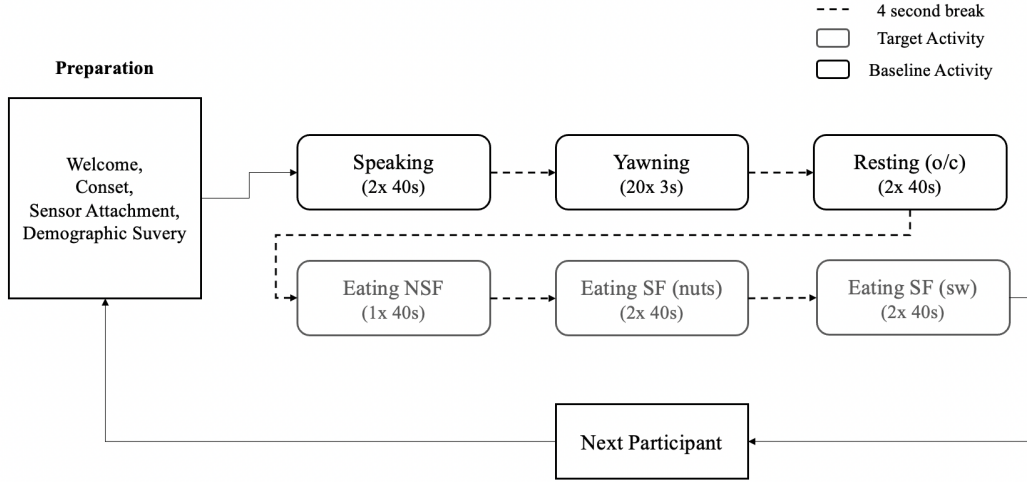 4 second break
Target Activity
Baseline Activity
Preparation
Welcome,
Conset,
Sensor Attachment,
Demographic Suvery
Speaking
(2x 40s)
Yawning
(20x 3s)
Resting (o/c)
(2x 40s)
Eating NSF
(1x 40s)
Eating SF (nuts)
(2x 40s)
Eating SF (sw)
(2x 40s)
Next Participant